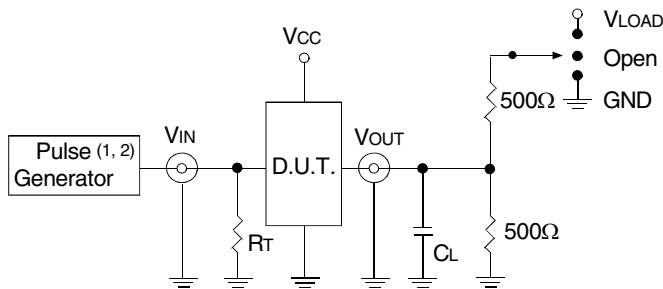 VLOAD
VCC
Open
500Ω
GND
VIN
VOUT
Pulse (1, 2)
Generator
D.U.T.
RT
CL
500Ω